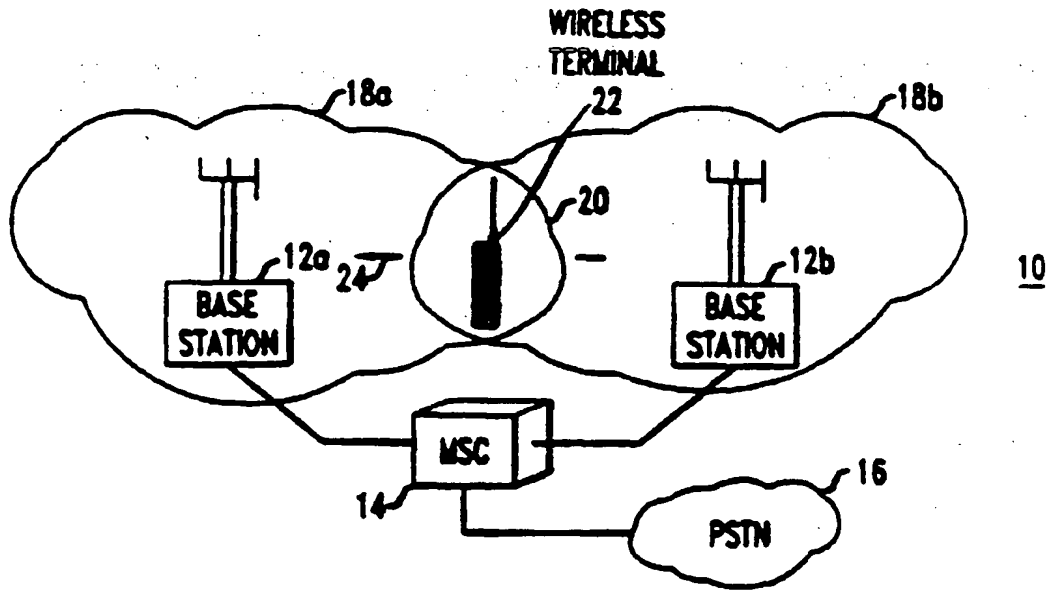 WIRELESS
TERMINAL
22
18a
18b
20
12a
24
12b
10
BASE
STATION
BASE
STATION
MSC
14
16
PSTN